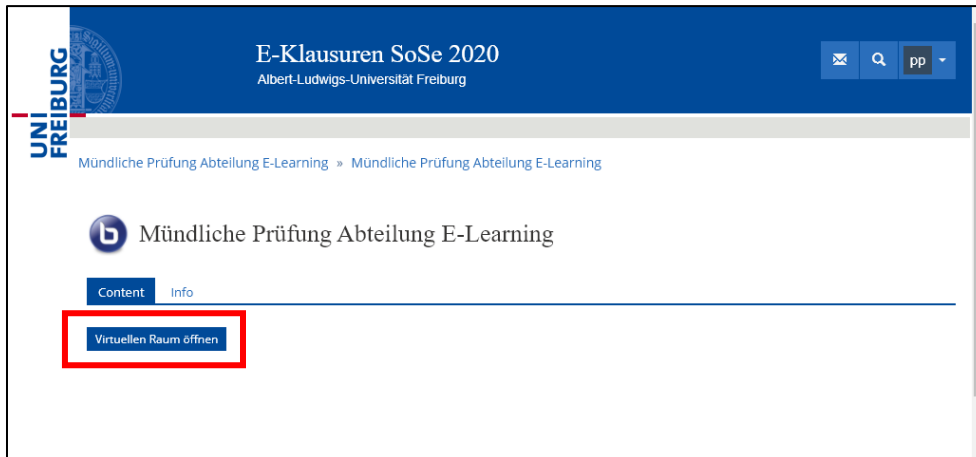 UNI
FREIBURG
E-Klausuren SoSe 2020
Albert-Ludwigs-Universität Freiburg
pp
Mündliche Prüfung Abteilung E-Learning » Mündliche Prüfung Abteilung E-Learning
b Mündliche Prüfung Abteilung E-Learning
Content Info
Virtuellen Raum öffnen